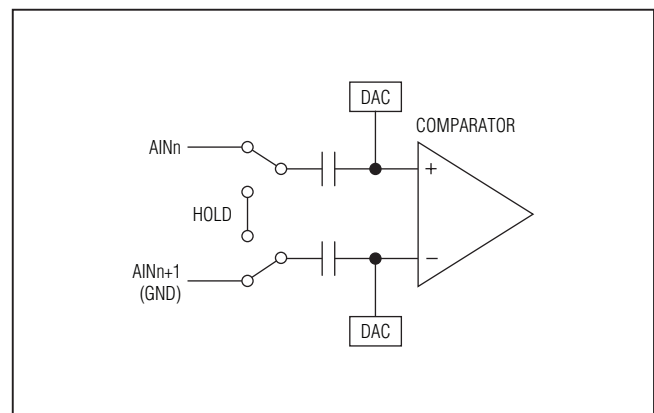 DAC
COMPARATOR
AINn
+
HOLD
−
AINn+1
(GND)
DAC